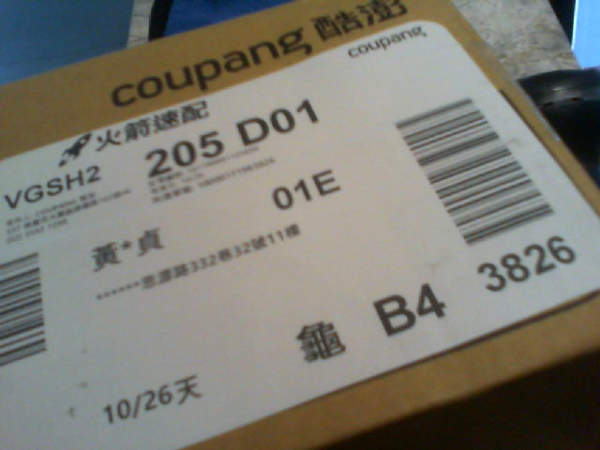 coupang 酷澎
coupang
火箭速配
VGSH2
205 D01
01E
黃*貞
******忠源路332巷32號11樓
龜 B4 3826
10/26天